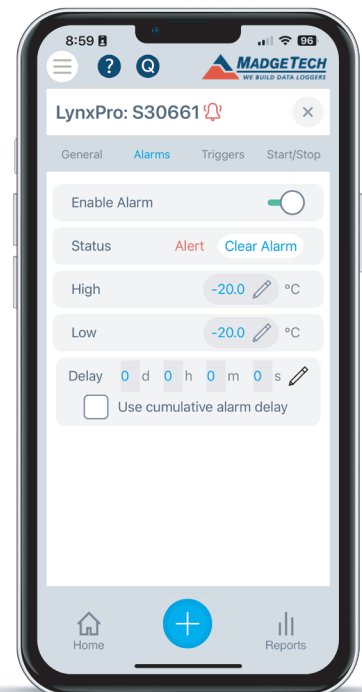 8:59 96
? Q MADGETECH
WE BUILD DATA LOGGERS
LynxPro: S30661 ×
General Alarms Triggers Start/Stop
Enable Alarm
Status Alert Clear Alarm
High -20.0 °C
Low -20.0 °C
Delay 0 d 0 h 0 m 0 s
Use cumulative alarm delay
Home + Reports